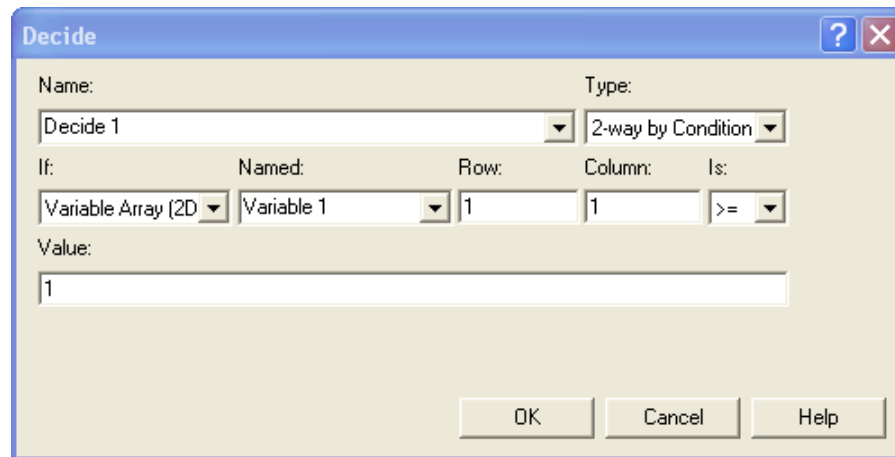 Decide
Name: Type:
Decide 1 2-way by Condition
If: Named: Row: Column: Is:
Variable Array (2D Variable 1 1 1 >=
Value:
1
OK Cancel Help